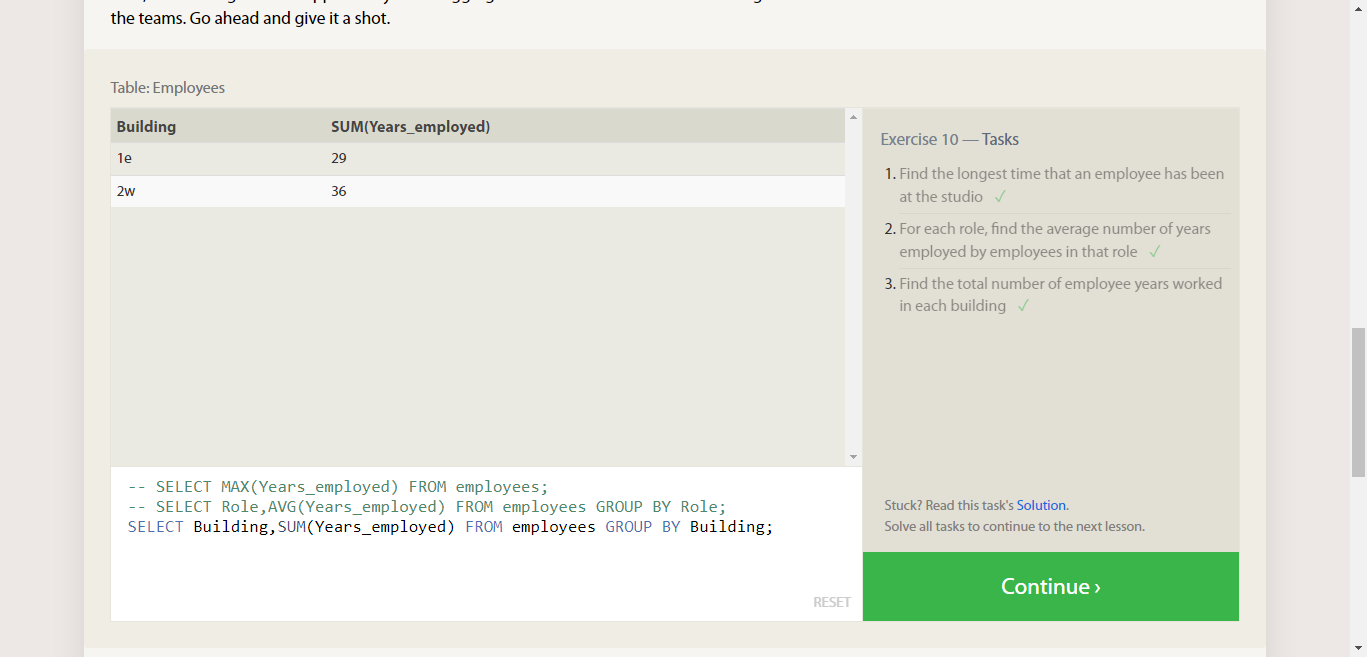 the teams. Go ahead and give it a shot.
Table: Employees
Building SUM(Years_employed)
1e 29
2w 36
Exercise 10 — Tasks
1. Find the longest time that an employee has been
at the studio ✓
2. For each role, find the average number of years
employed by employees in that role ✓
3. Find the total number of employee years worked
in each building ✓
-- SELECT MAX(Years_employed) FROM employees;
-- SELECT Role,AVG(Years_employed) FROM employees GROUP BY Role;
SELECT Building,SUM(Years_employed) FROM employees GROUP BY Building;
RESET
Stuck? Read this task's Solution.
Solve all tasks to continue to the next lesson.
Continue ›